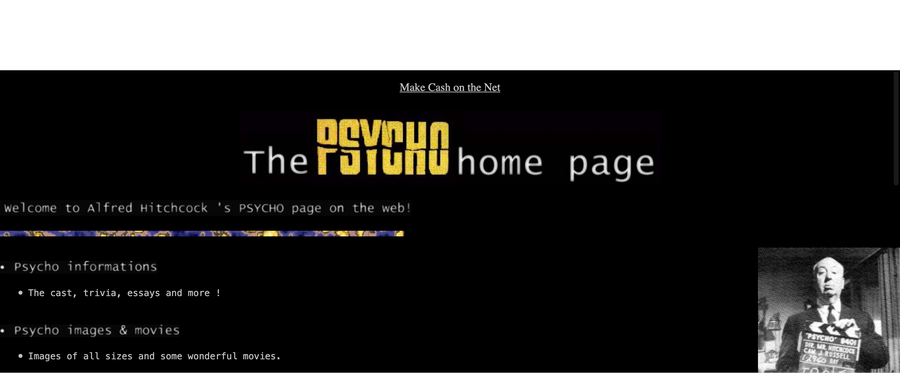 Make Cash on the Net
The PSYCHO home page
Welcome to Alfred Hitchcock 's PSYCHO page on the web!
• Psycho informations
• The cast, trivia, essays and more !
• Psycho images & movies
• Images of all sizes and some wonderful movies.
"PSYCHO" 9401
DIR. MR. HITCHCOCK
CAM. J. RUSSELL